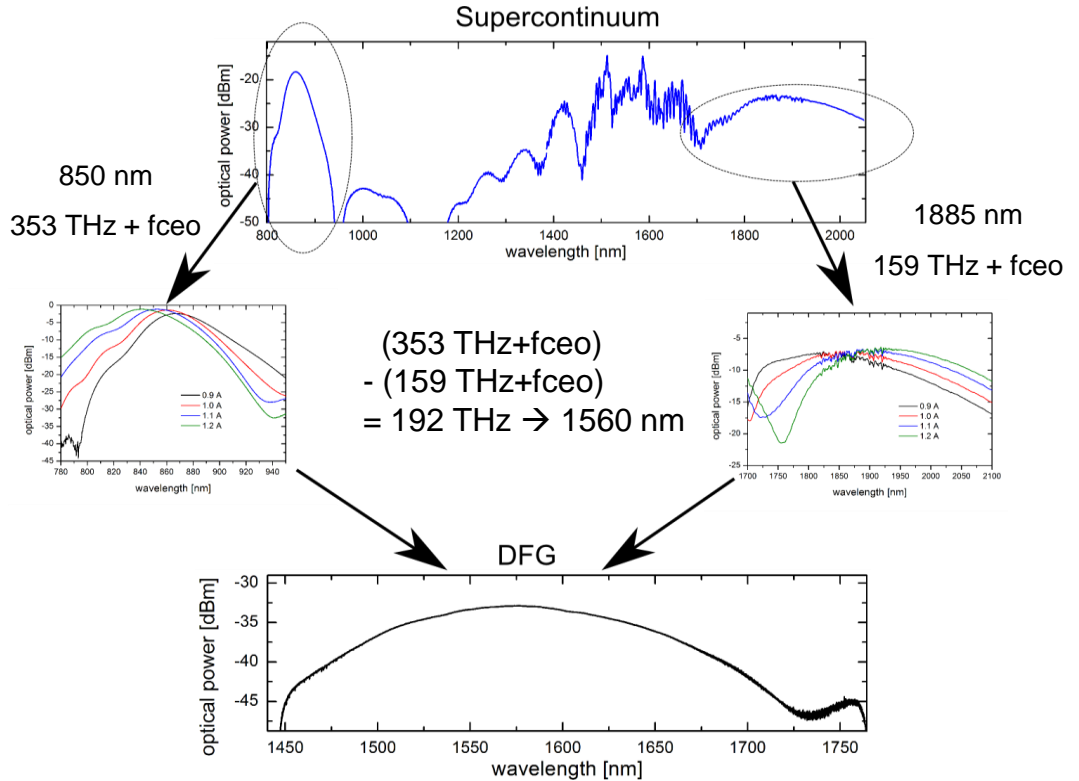 Supercontinuum
optical power [dBm]
-20
-30
-40
-50
800 1000 1200 1400 1600 1800 2000
wavelength [nm]
850 nm
353 THz + fceo
1885 nm
159 THz + fceo
optical power [dBm]
0
-5
-10
-15
-20
-25
-30
-35
-40
-45
0.9 A
1.0 A
1.1 A
1.2 A
780 800 820 840 860 880 900 920 940
wavelength [nm]
(353 THz+fceo)
- (159 THz+fceo)
= 192 THz → 1560 nm
optical power [dBm]
-5
-10
-15
-20
-25
0.9 A
1.0 A
1.1 A
1.2 A
1700 1750 1800 1850 1900 1950 2000 2050 2100
wavelength [nm]
DFG
optical power [dBm]
-30
-35
-40
-45
1450 1500 1550 1600 1650 1700 1750
wavelength [nm]